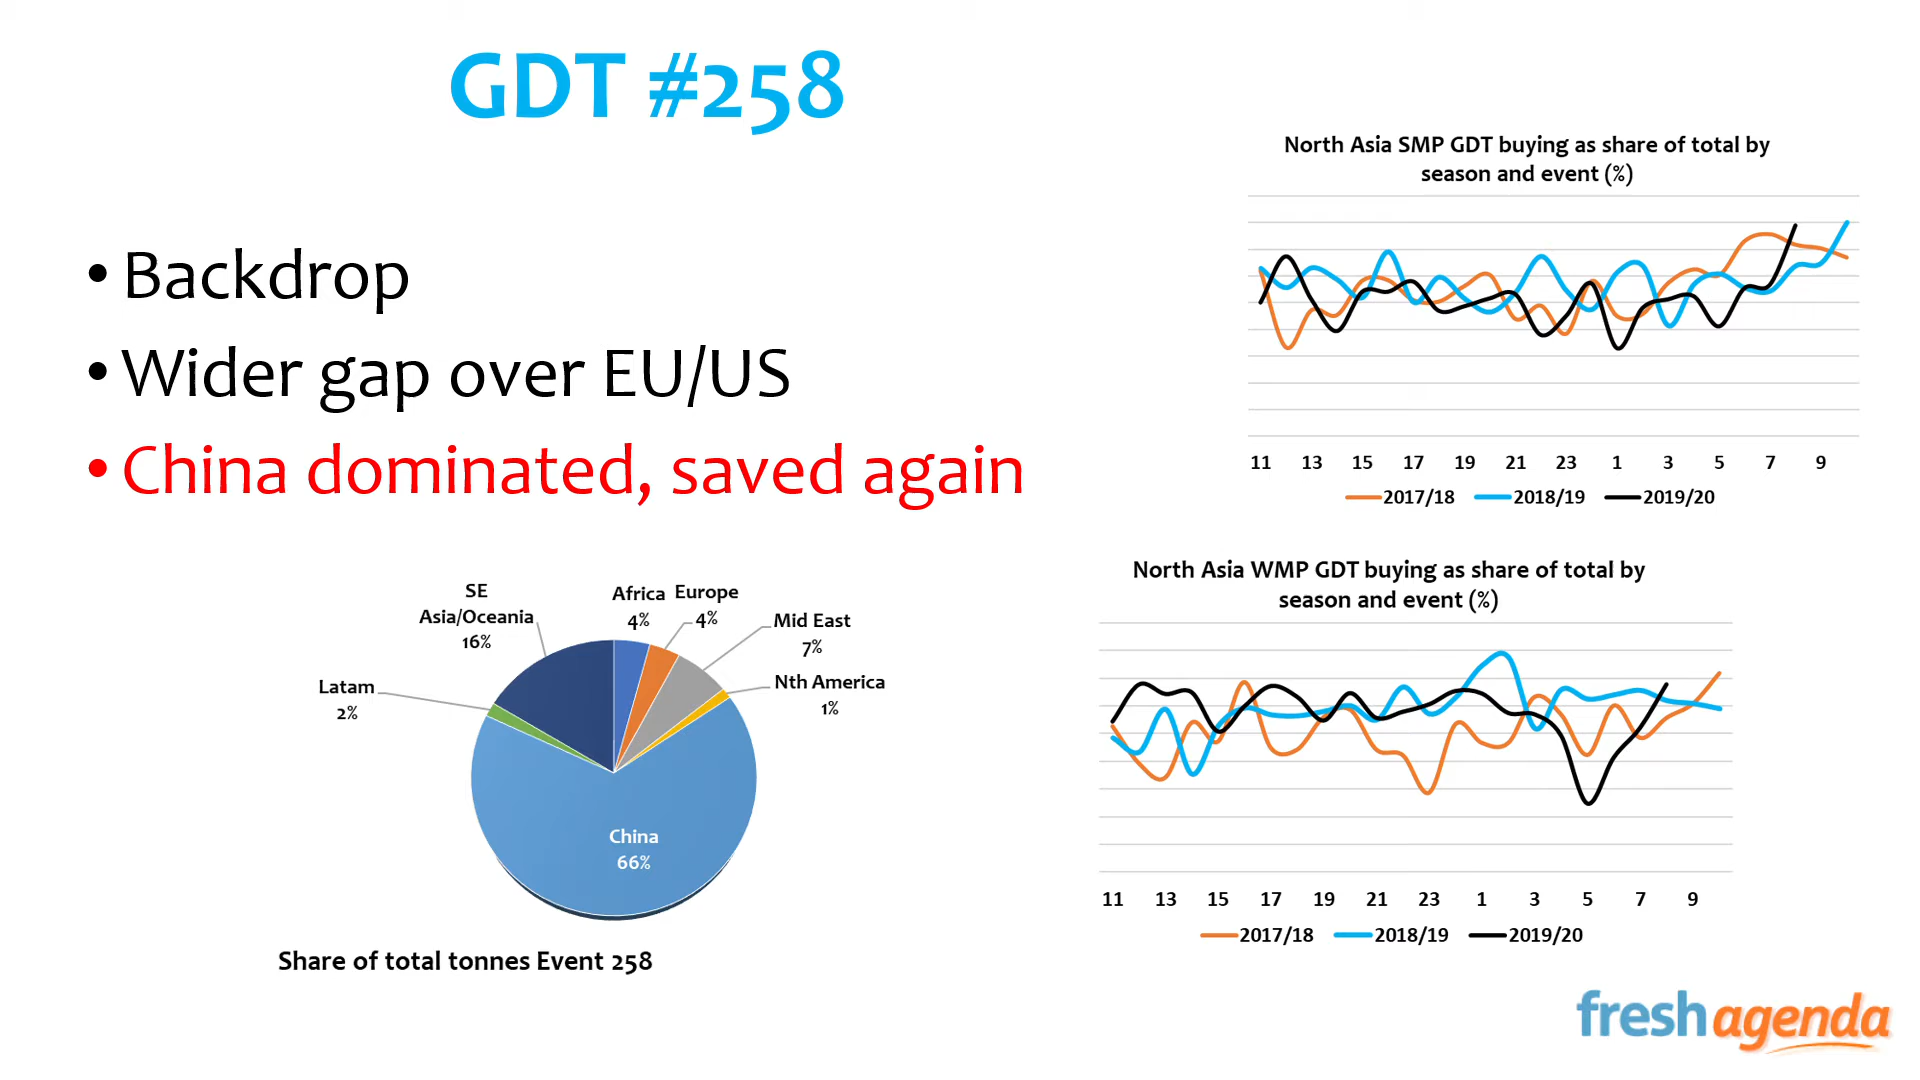 GDT #258
• Backdrop
• Wider gap over EU/US
• China dominated, saved again
North Asia SMP GDT buying as share of total by
season and event (%)
11 13 15 17 19 21 23 1 3 5 7 9
2017/18 2018/19 2019/20
North Asia WMP GDT buying as share of total by
season and event (%)
11 13 15 17 19 21 23 1 3 5 7 9
2017/18 2018/19 2019/20
SE
Asia/Oceania
16%
Africa
4%
Europe
4%
Mid East
7%
Nth America
1%
Latam
2%
China
66%
Share of total tonnes Event 258
fresh agenda